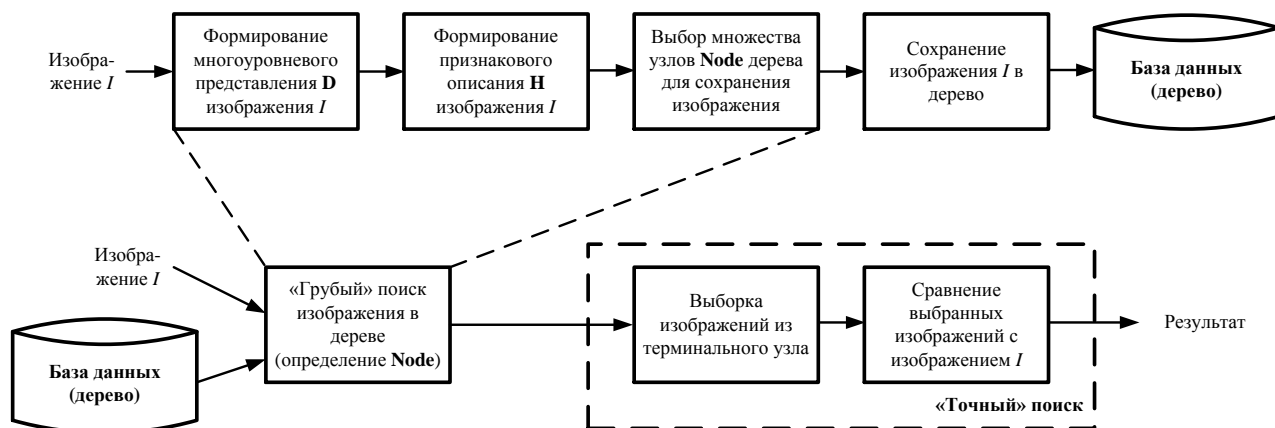 Изобра-
жение I
Формирование
многоуровневого
представления D
изображения I
Формирование
признакового
описания H
изображения I
Выбор множества
узлов Node дерева
для сохранения
изображения
Сохранение
изображения I в
дерево
База данных
(дерево)
Изобра-
жение I
База данных
(дерево)
«Грубый» поиск
изображения в
дереве
(определение Node)
Выборка
изображений из
терминального узла
Сравнение
выбранных
изображений с
изображением I
«Точный» поиск
Результат